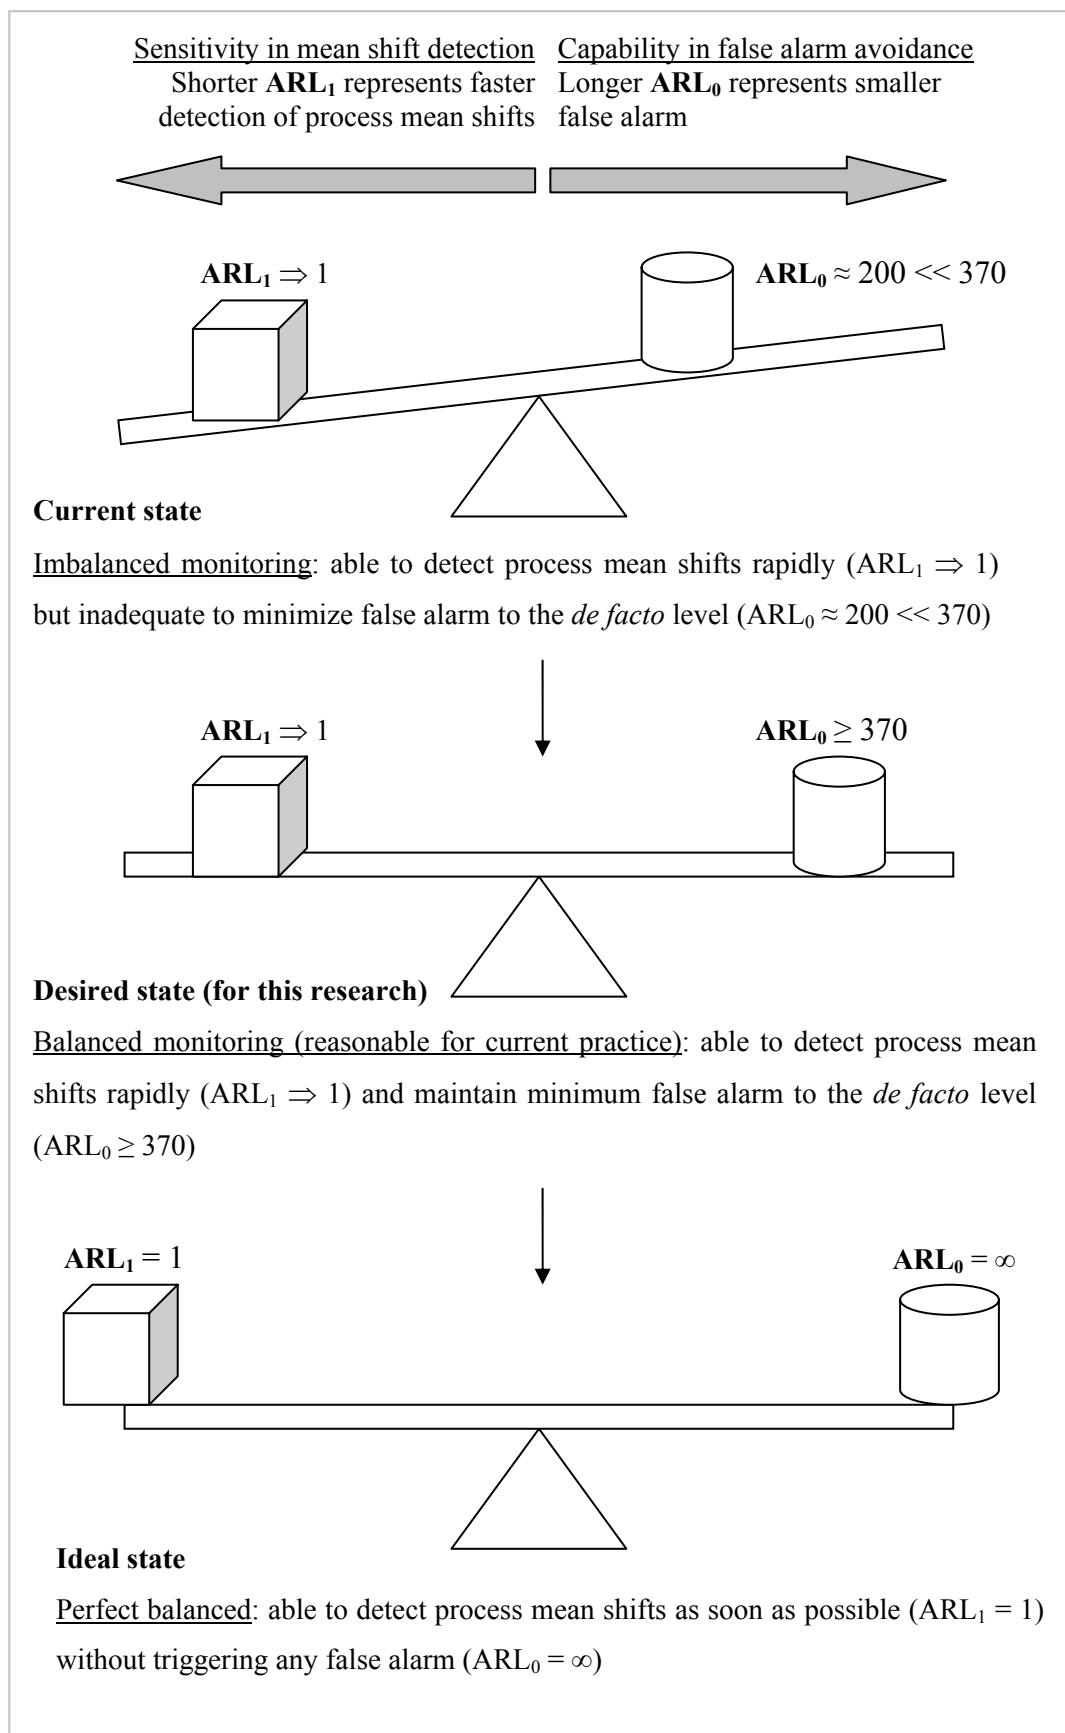 Sensitivity in mean shift detection
Shorter ARL₁ represents faster
detection of process mean shifts
Capability in false alarm avoidance
Longer ARL₀ represents smaller
false alarm
ARL₁ ⇒ 1
ARL₀ ≈ 200 << 370
Current state
Imbalanced monitoring: able to detect process mean shifts rapidly (ARL₁ ⇒ 1)
but inadequate to minimize false alarm to the de facto level (ARL₀ ≈ 200 << 370)
ARL₁ ⇒ 1
ARL₀ ≥ 370
Desired state (for this research)
Balanced monitoring (reasonable for current practice): able to detect process mean
shifts rapidly (ARL₁ ⇒ 1) and maintain minimum false alarm to the de facto level
(ARL₀ ≥ 370)
ARL₁ = 1
ARL₀ = ∞
Ideal state
Perfect balanced: able to detect process mean shifts as soon as possible (ARL₁ = 1)
without triggering any false alarm (ARL₀ = ∞)